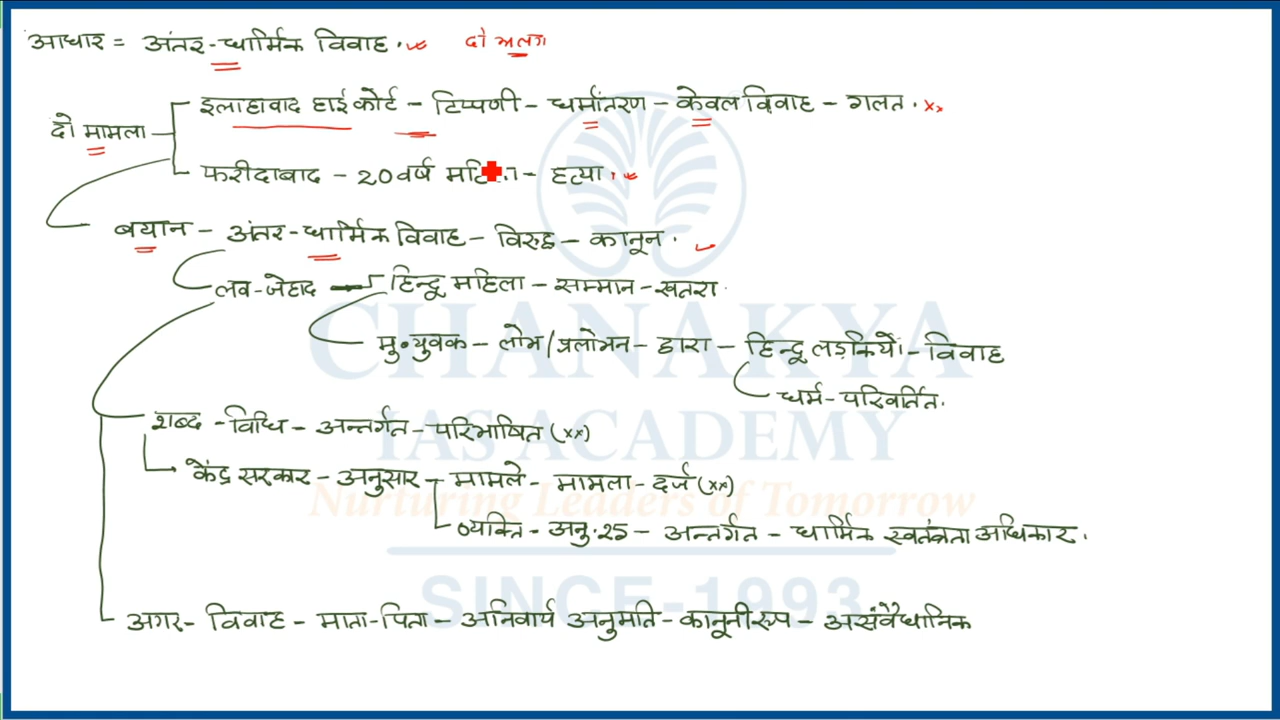 आधार = अंतर-धार्मिक विवाह. दो अलग
इलाहाबाद हाईकोर्ट - टिप्पणी - धर्मांतरण - केवल विवाह - गलत. xx
दो मामला
फरीदाबाद - 20 वर्ष - हत्या.
बयान - अंतर-धार्मिक विवाह - विरुद्ध - कानून.
लव-जेहाद हिन्दू महिला - सम्मान - खतरा
मु॰युवक - लोभ/प्रलोभन - द्वारा - हिन्दू लड़कियों - विवाह
धर्म-परिवर्तित.
शब्द - विधि - अन्तर्गत - परिभाषित (xx)
केंद्र सरकार - अनुसार - मामले - मामला - दर्ज (xx)
व्यक्ति - अनु.25 - अन्तर्गत - धार्मिक स्वतंत्रता अधिकार.
अगर - विवाह - माता-पिता - अनिवार्य अनुमति - कानूनीरूप - असंवैधानिक
CHANAKYA
IAS ACADEMY
Nurturing Leaders of Tomorrow
SINCE-1993